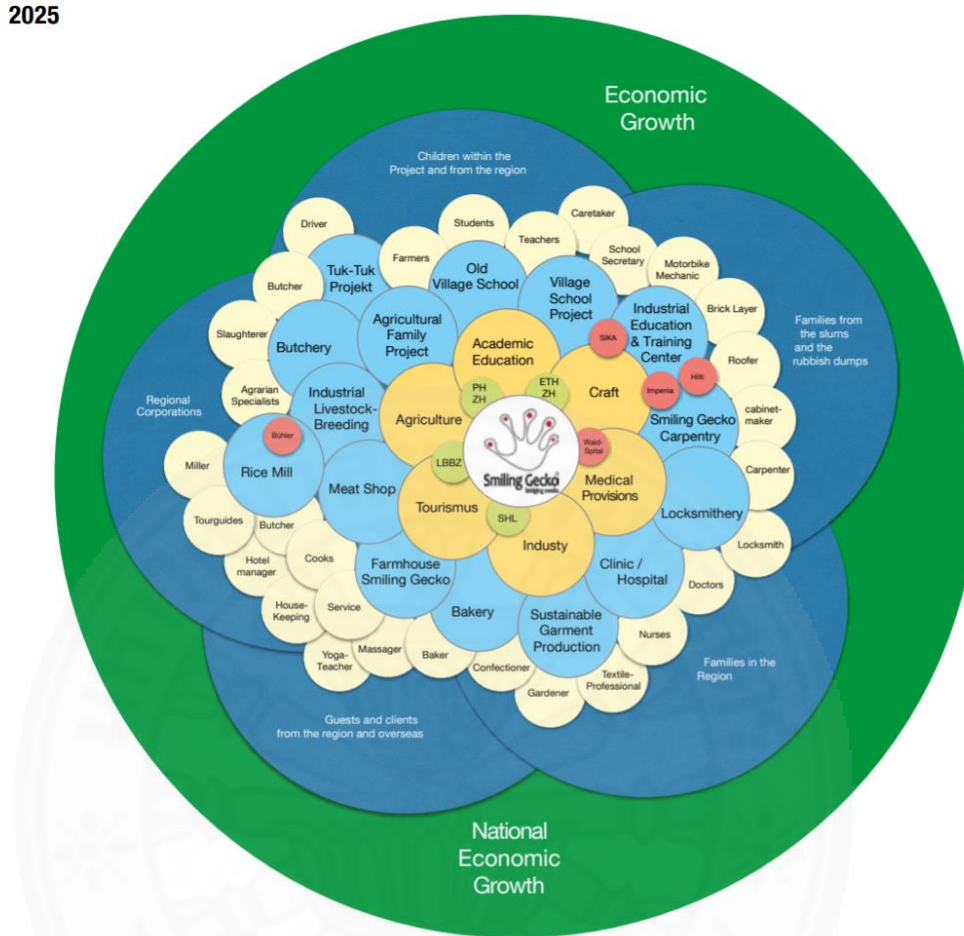 2025
Economic
Growth
Children within the
Project and from the region
Caretaker
Students
Driver
Teachers
Farmers
School
Secretary
Motorbike
Mechanic
Tuk-Tuk
Projekt
Old
Village School
Village
School
Project
Butcher
Industrial
Education
& Training
Center
Brick Layer
Slaughterer
Butchery
Agricultural
Family
Project
Academic
Education
SIKA
Families from
the slums
and the
rubbish dumps
Roofer
Regional
Corporations
Agrarian
Specialists
Industrial
Livestock-
Breeding
Agriculture
PH
ZH
ETH
ZH
Craft
Implenia
Hilti
cabinet-
maker
Smiling Gecko
Carpentry
Bühler
Rice Mill
Miller
LBBZ
Smiling Gecko
Waid-
Spital
Medical
Provisions
Carpenter
Meat Shop
Tourismus
SHL
Locksmithery
Tourguides
Butcher
Industy
Locksmith
Hotel
manager
Cooks
Farmhouse
Smiling Gecko
Clinic /
Hospital
Doctors
House-
Keeping
Service
Bakery
Sustainable
Garment
Production
Nurses
Yoga-
Teacher
Massager
Baker
Confectioner
Gardener
Textile-
Professional
Families in the
Region
Guests and clients
from the region and overseas
National
Economic
Growth